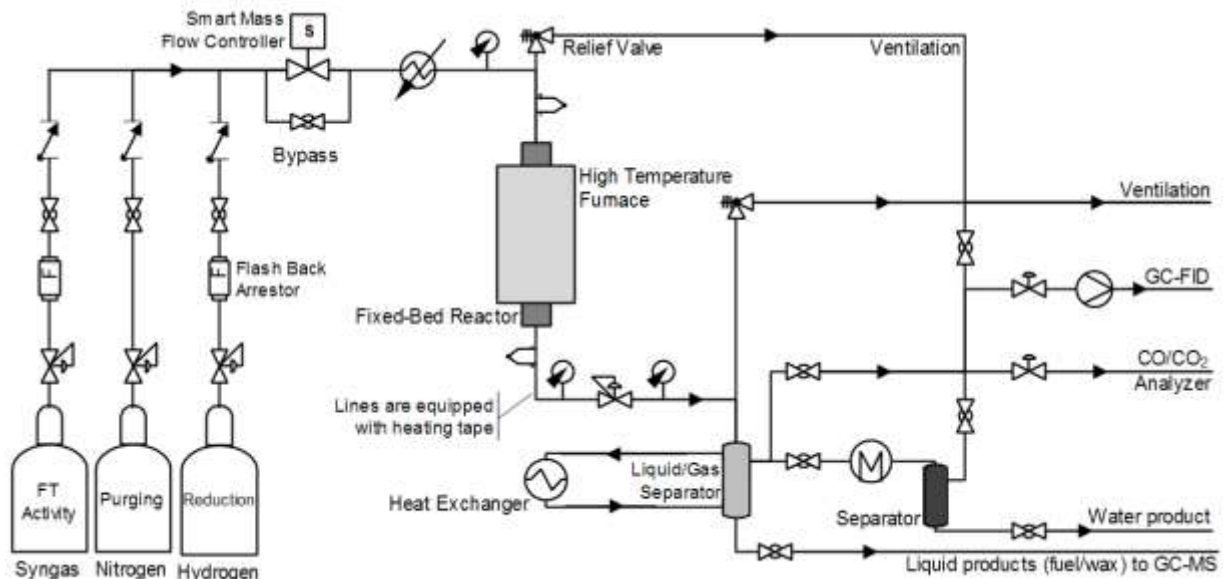 Smart Mass
Flow Controller
S
Relief Valve
Ventilation
Bypass
High Temperature
Furnace
Ventilation
F
F
Flash Back
Arrestor
GC-FID
Fixed-Bed Reactor
CO/CO₂
Analyzer
Lines are equipped
with heating tape
FT
Activity
Purging
Reduction
Liquid/Gas
Separator
M
Heat Exchanger
Separator
Water product
Syngas
Nitrogen
Hydrogen
Liquid products (fuel/wax) to GC-MS